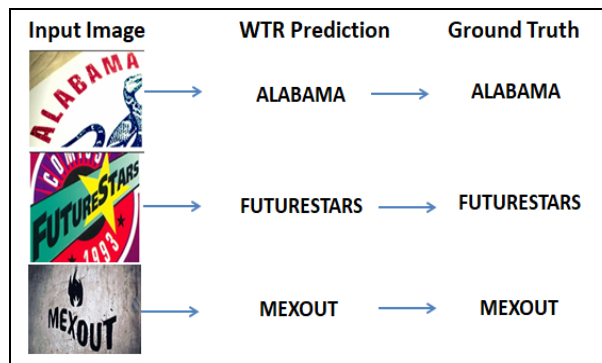 Input Image WTR Prediction Ground Truth
ALABAMA ALABAMA ALABAMA
COMICS
FUTURESTARS FUTURESTARS FUTURESTARS
1993
MEXOUT MEXOUT MEXOUT